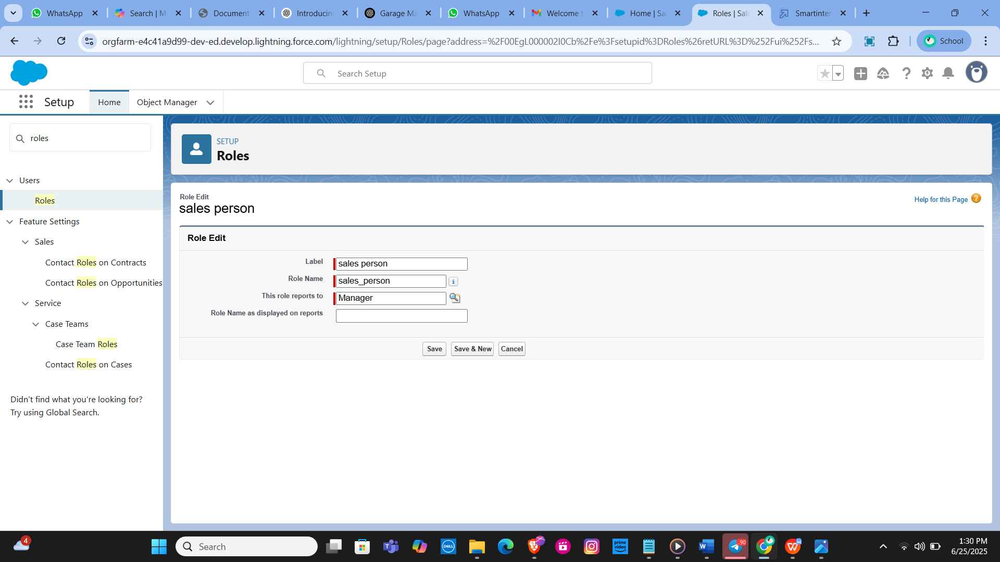 WhatsApp
Search | M
Document
Introducin
Garage Ma
WhatsApp
Welcome t
Home | Sa
Roles | Sale
Smartinter
orgfarm-e4c41a9d99-dev-ed.develop.lightning.force.com/lightning/setup/Roles/page?address=%2F00EgL000002I0Cb%2Fe%3Fsetupid%3DRoles%26retURL%3D%252Fui%252Fs...
School
Search Setup
Setup
Home
Object Manager
roles
Users
Roles
Feature Settings
Sales
Contact Roles on Contracts
Contact Roles on Opportunities
Service
Case Teams
Case Team Roles
Contact Roles on Cases
Didn't find what you're looking for?
Try using Global Search.
SETUP
Roles
Role Edit
sales person
Help for this Page
Role Edit
Label
sales person
Role Name
sales_person
This role reports to
Manager
Role Name as displayed on reports
Save
Save & New
Cancel
4
Search
DELL
prime
video
90
1:30 PM
6/25/2025